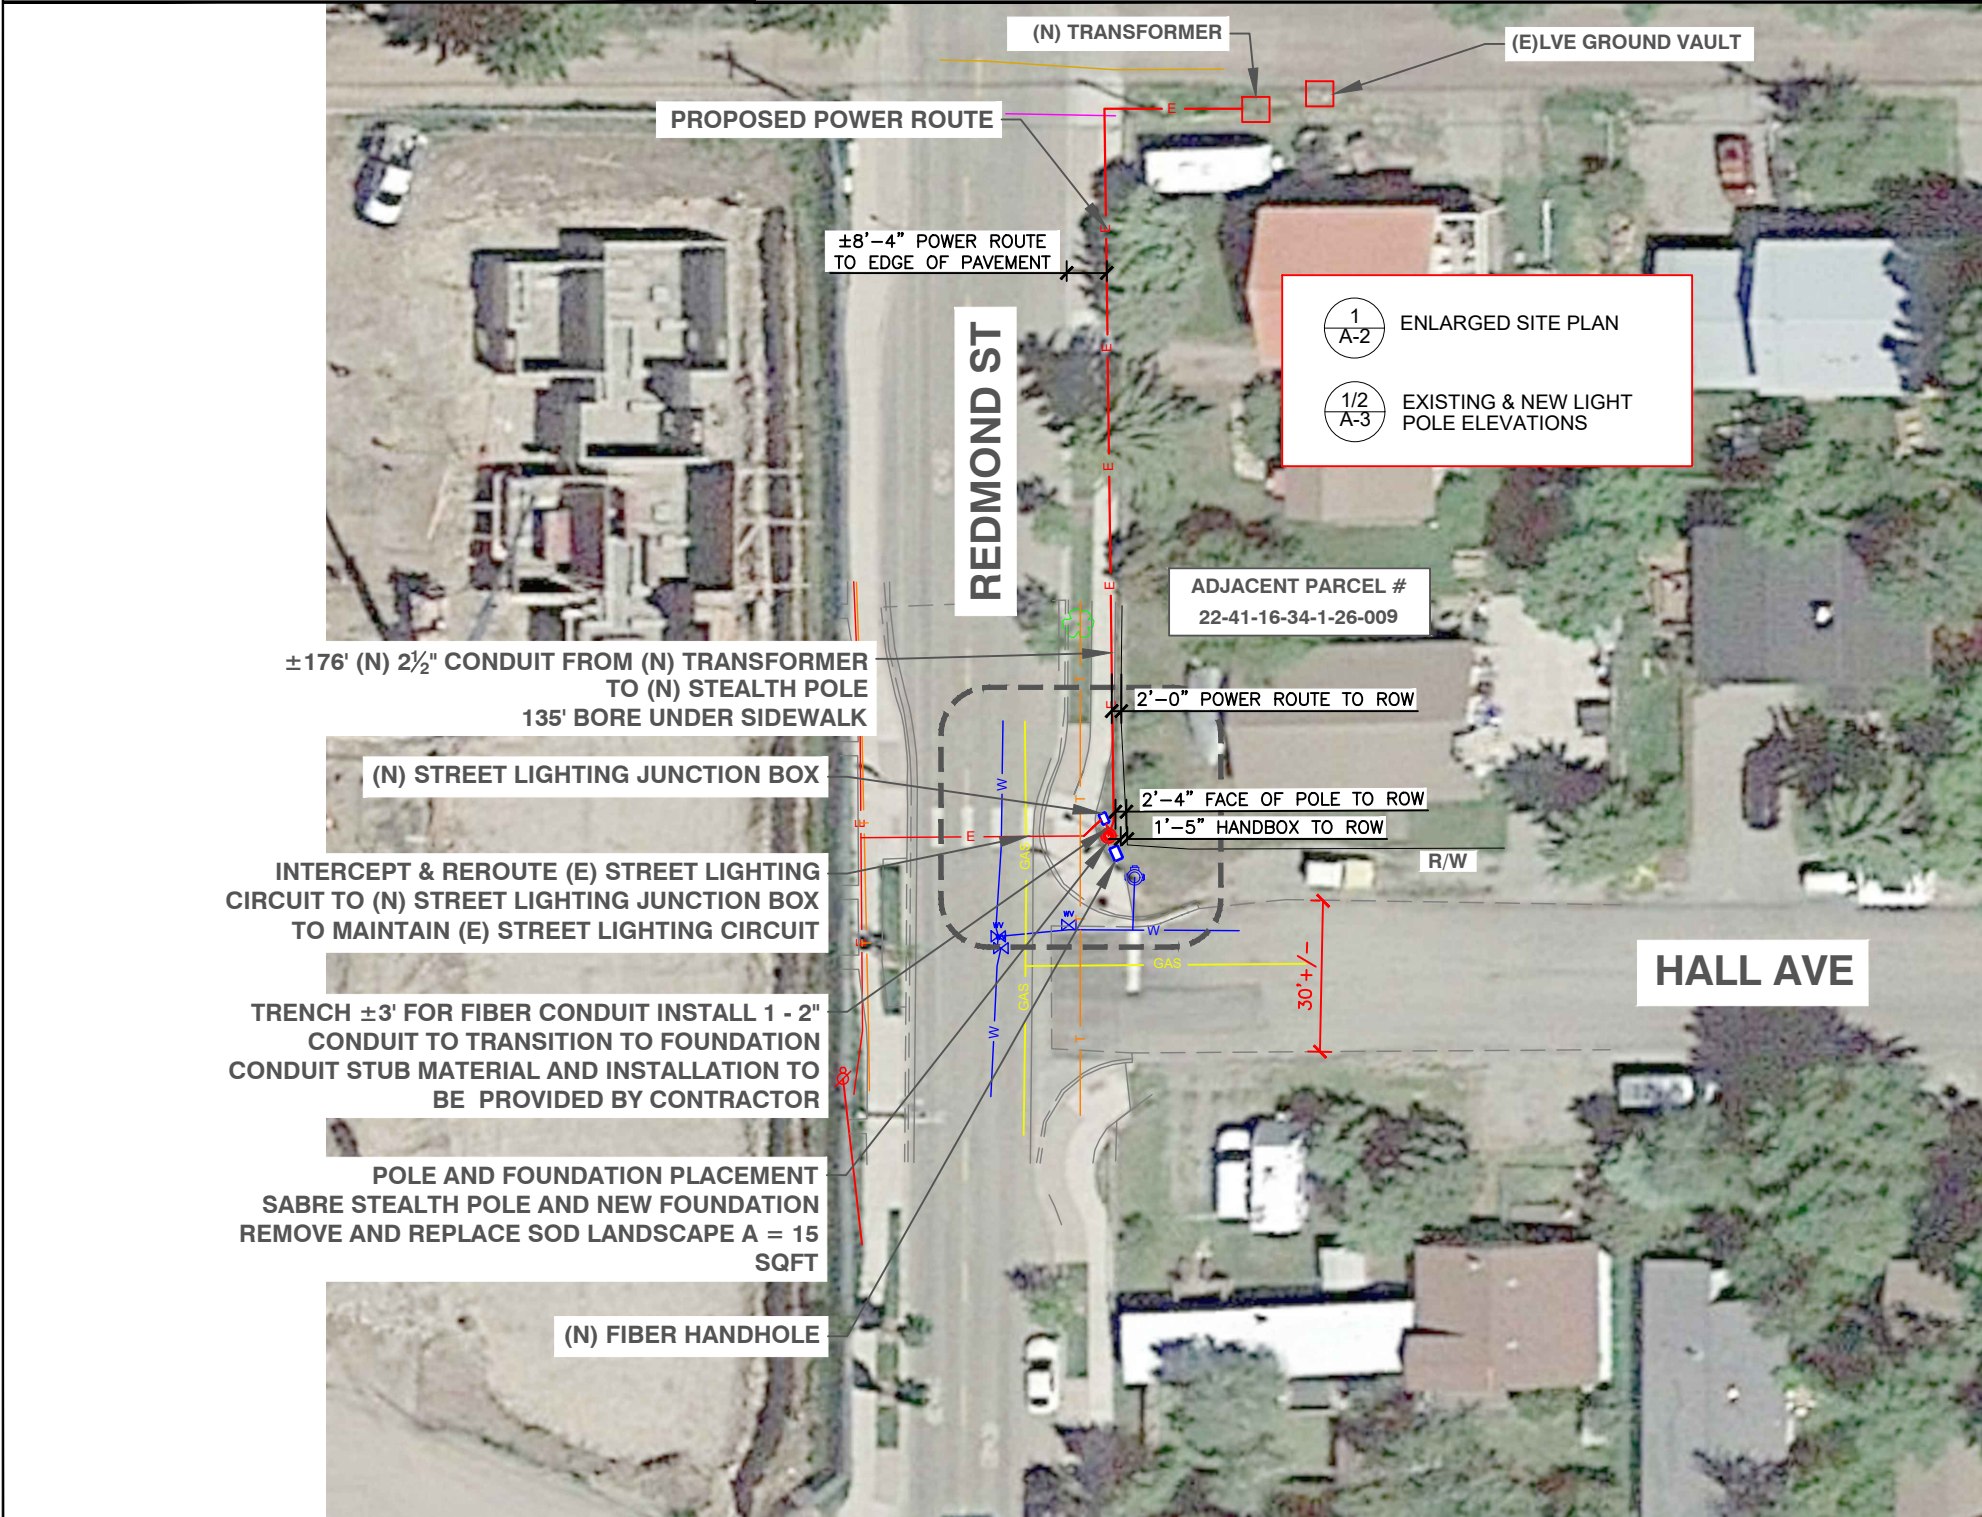 (N) TRANSFORMER
(E)LVE GROUND VAULT
PROPOSED POWER ROUTE
E
±8'-4" POWER ROUTE
TO EDGE OF PAVEMENT
E
REDMOND ST
1
A-2
ENLARGED SITE PLAN
1/2
A-3
EXISTING & NEW LIGHT
POLE ELEVATIONS
E
E
E
ADJACENT PARCEL #
22-41-16-34-1-26-009
±176' (N) 2½" CONDUIT FROM (N) TRANSFORMER
TO (N) STEALTH POLE
135' BORE UNDER SIDEWALK
T
E
2'-0" POWER ROUTE TO ROW
(N) STREET LIGHTING JUNCTION BOX
W
T
2'-4" FACE OF POLE TO ROW
1'-5" HANDBOX TO ROW
E
E
GAS
R/W
INTERCEPT & REROUTE (E) STREET LIGHTING
CIRCUIT TO (N) STREET LIGHTING JUNCTION BOX
TO MAINTAIN (E) STREET LIGHTING CIRCUIT
E
WV
WV
T
W
GAS
30'+/-
HALL AVE
TRENCH ±3' FOR FIBER CONDUIT INSTALL 1 - 2"
CONDUIT TO TRANSITION TO FOUNDATION
CONDUIT STUB MATERIAL AND INSTALLATION TO
BE PROVIDED BY CONTRACTOR
GAS
W
T
POLE AND FOUNDATION PLACEMENT
SABRE STEALTH POLE AND NEW FOUNDATION
REMOVE AND REPLACE SOD LANDSCAPE A = 15
SQFT
(N) FIBER HANDHOLE